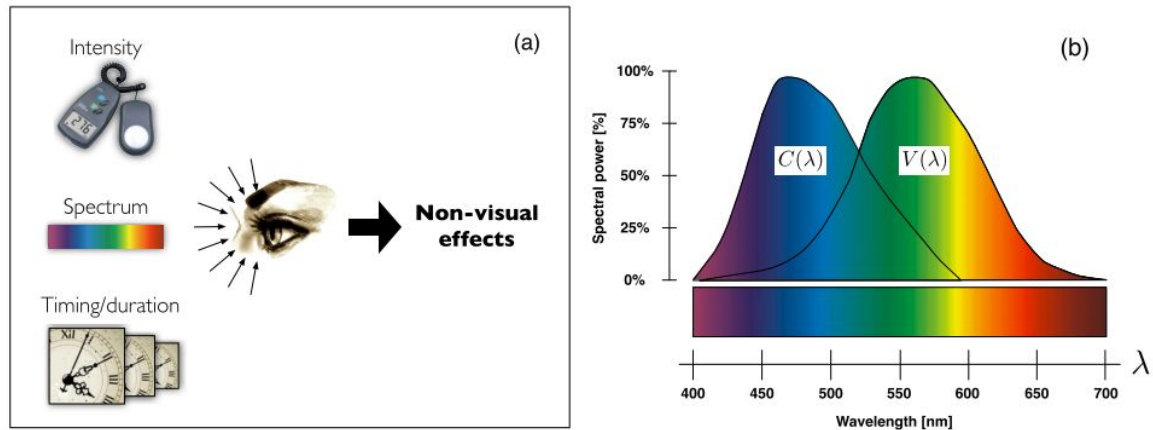 (a)
Intensity
276
Spectrum
Timing/duration
Non-visual
effects
(b)
100%
75%
50%
25%
0%
Spectral power [%]
C(λ)
V(λ)
λ
400 450 500 550 600 650 700
Wavelength [nm]